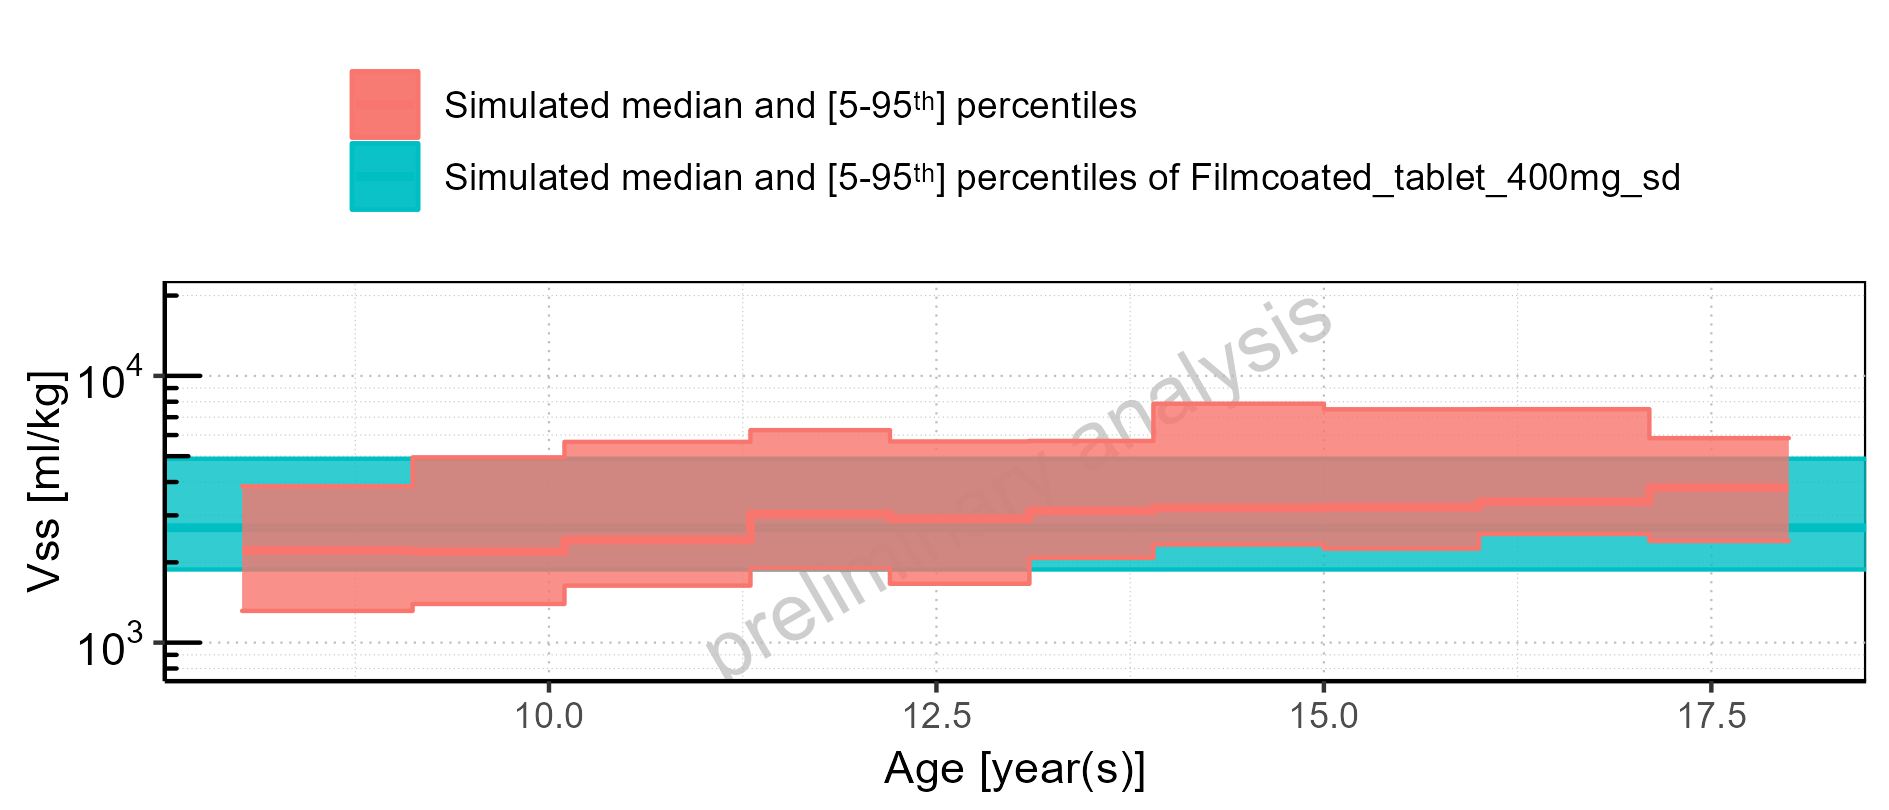 Simulated median and [5-95th] percentiles
Simulated median and [5-95th] percentiles of Filmcoated_tablet_400mg_sd
Vss [ml/kg]
10^4
10^3
preliminary analysis
10.0 12.5 15.0 17.5
Age [year(s)]